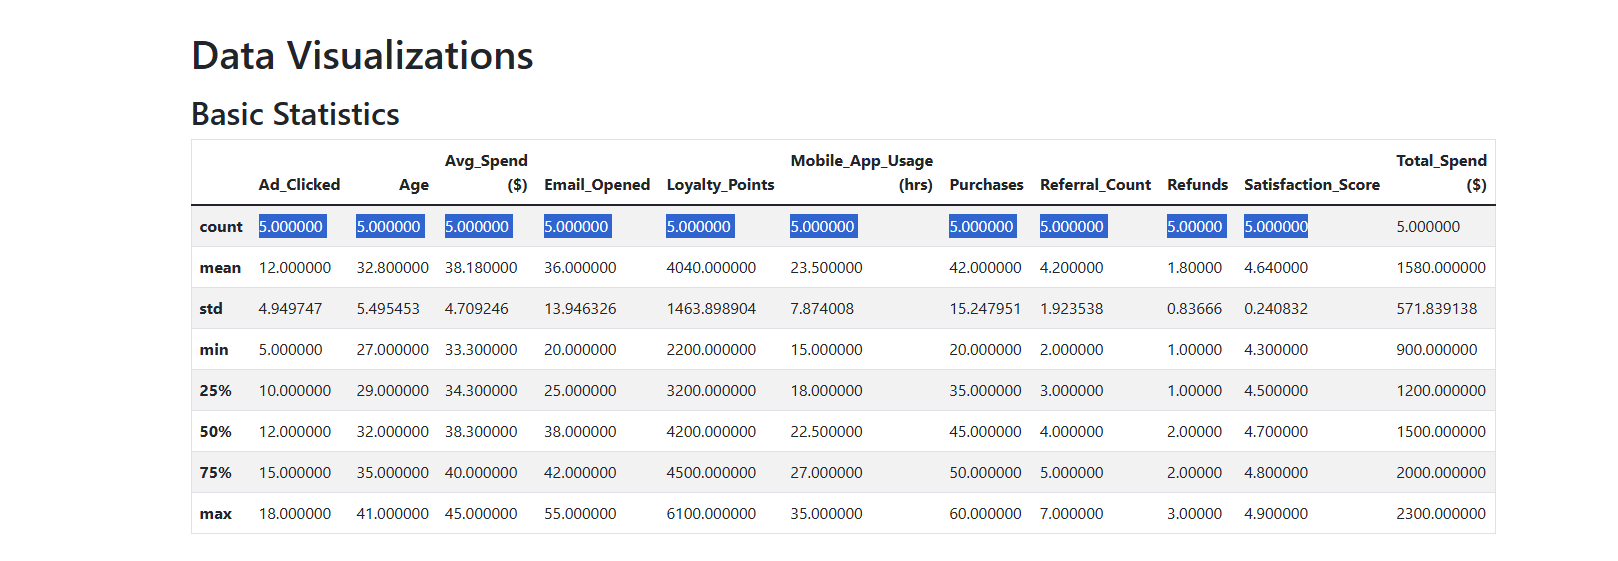 Data Visualizations
Basic Statistics
Ad_Clicked Age Avg_Spend ($) Email_Opened Loyalty_Points Mobile_App_Usage (hrs) Purchases Referral_Count Refunds Satisfaction_Score Total_Spend ($)
count 5.000000 5.000000 5.000000 5.000000 5.000000 5.000000 5.000000 5.000000 5.00000 5.000000 5.000000
mean 12.000000 32.800000 38.180000 36.000000 4040.000000 23.500000 42.000000 4.200000 1.80000 4.640000 1580.000000
std 4.949747 5.495453 4.709246 13.946326 1463.898904 7.874008 15.247951 1.923538 0.83666 0.240832 571.839138
min 5.000000 27.000000 33.300000 20.000000 2200.000000 15.000000 20.000000 2.000000 1.00000 4.300000 900.000000
25% 10.000000 29.000000 34.300000 25.000000 3200.000000 18.000000 35.000000 3.000000 1.00000 4.500000 1200.000000
50% 12.000000 32.000000 38.300000 38.000000 4200.000000 22.500000 45.000000 4.000000 2.00000 4.700000 1500.000000
75% 15.000000 35.000000 40.000000 42.000000 4500.000000 27.000000 50.000000 5.000000 2.00000 4.800000 2000.000000
max 18.000000 41.000000 45.000000 55.000000 6100.000000 35.000000 60.000000 7.000000 3.00000 4.900000 2300.000000